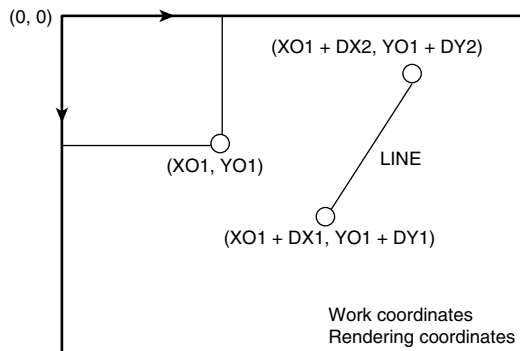 (0, 0)
(XO1 + DX2, YO1 + DY2)
(XO1, YO1)
LINE
(XO1 + DX1, YO1 + DY1)
Work coordinates
Rendering coordinates